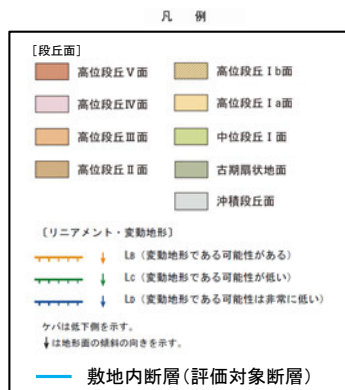 凡 例
[段丘面]
高位段丘Ⅴ面
高位段丘Ⅳ面
高位段丘Ⅲ面
高位段丘Ⅱ面
高位段丘Ⅰb面
高位段丘Ⅰa面
中位段丘Ⅰ面
古期扇状地面
沖積段丘面
〔リニアメント・変動地形〕
LB (変動地形である可能性がある)
LC (変動地形である可能性が低い)
LD (変動地形である可能性は非常に低い)
ケバは低下側を示す。
↓は地形面の傾斜の向きを示す。
敷地内断層(評価対象断層)